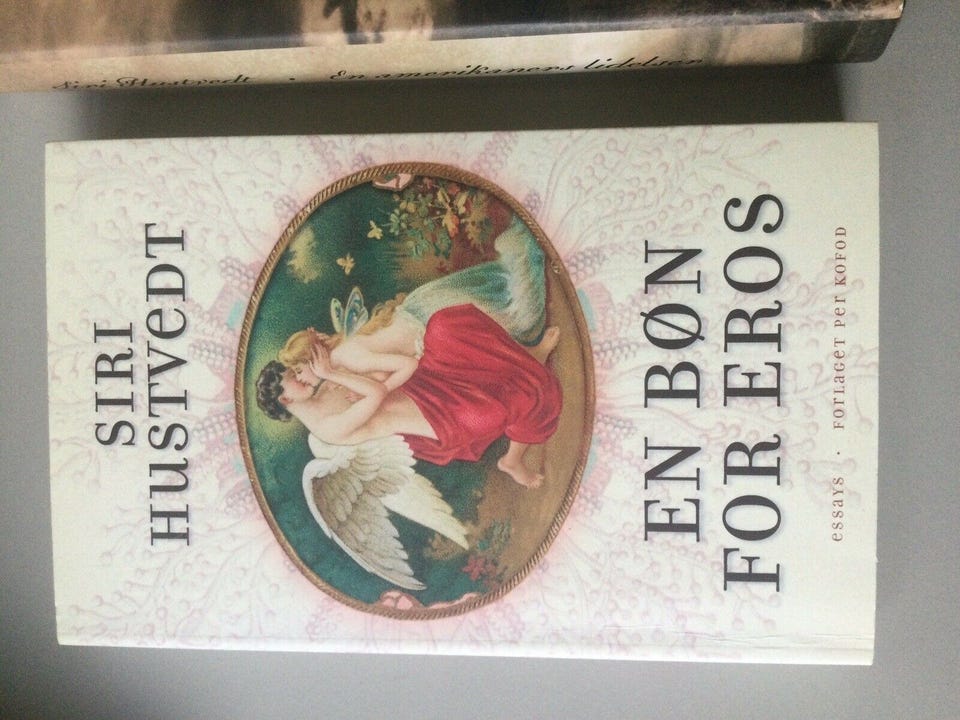 Siri Hustvedt · En amerikaners lidelser
SIRI
HUSTVEDT
EN BØN
FOR EROS
essays · FORLAGET PER KOFOD